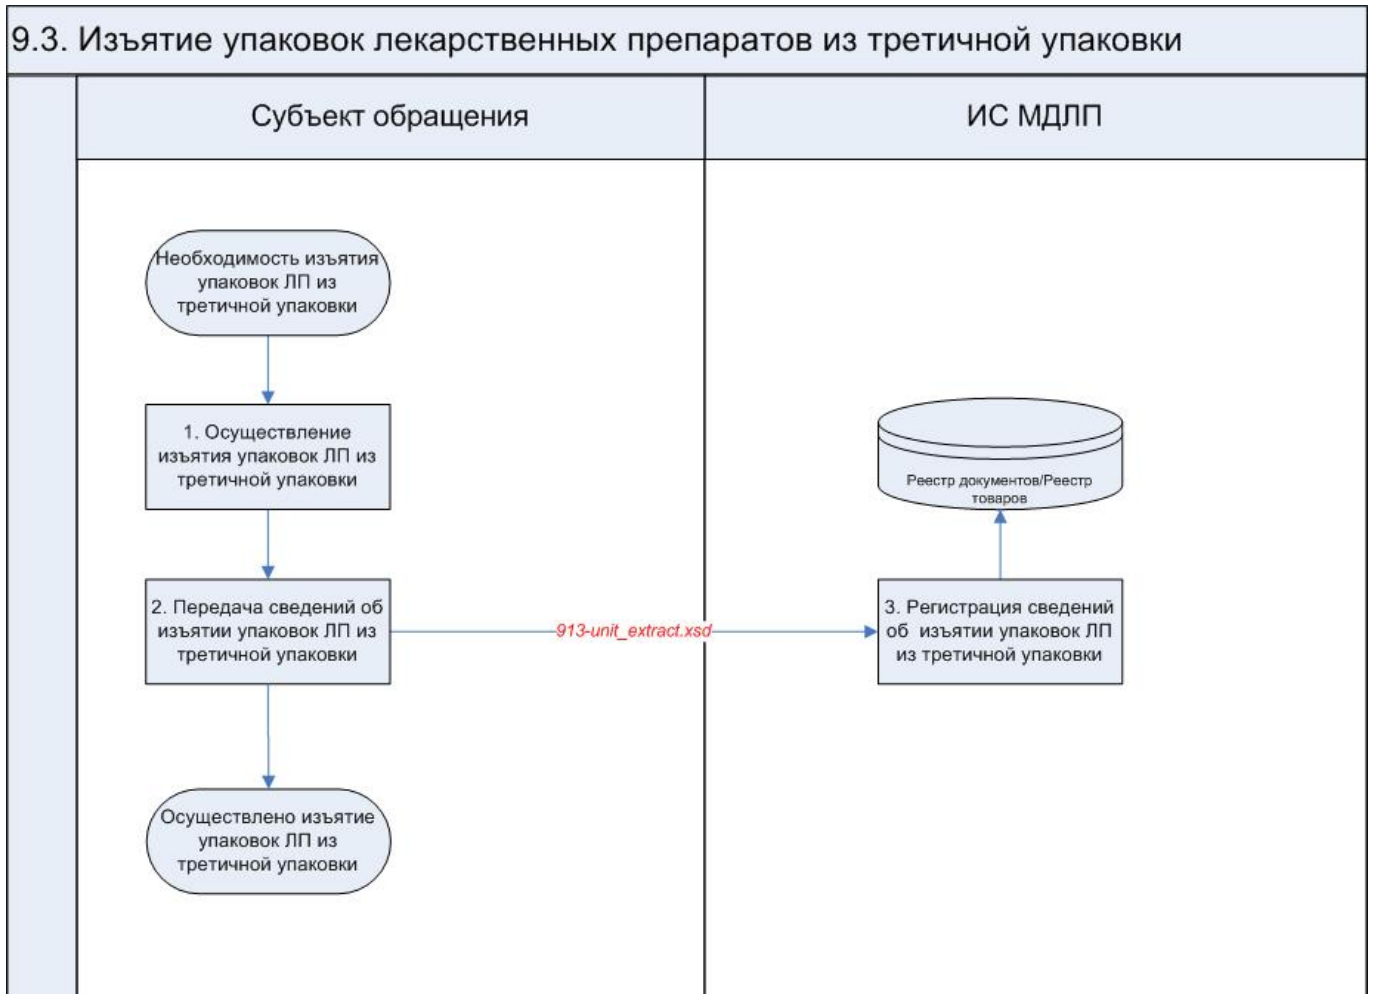 9.3. Изъятие упаковок лекарственных препаратов из третичной упаковки
Субъект обращения
ИС МДЛП
Необходимость изъятия
упаковок ЛП из
третичной упаковки
1. Осуществление
изъятия упаковок ЛП из
третичной упаковки
Реестр документов/Реестр
товаров
2. Передача сведений об
изъятии упаковок ЛП из
третичной упаковки
913-unit_extract.xsd
3. Регистрация сведений
об изъятии упаковок ЛП
из третичной упаковки
Осуществлено изъятие
упаковок ЛП из
третичной упаковки